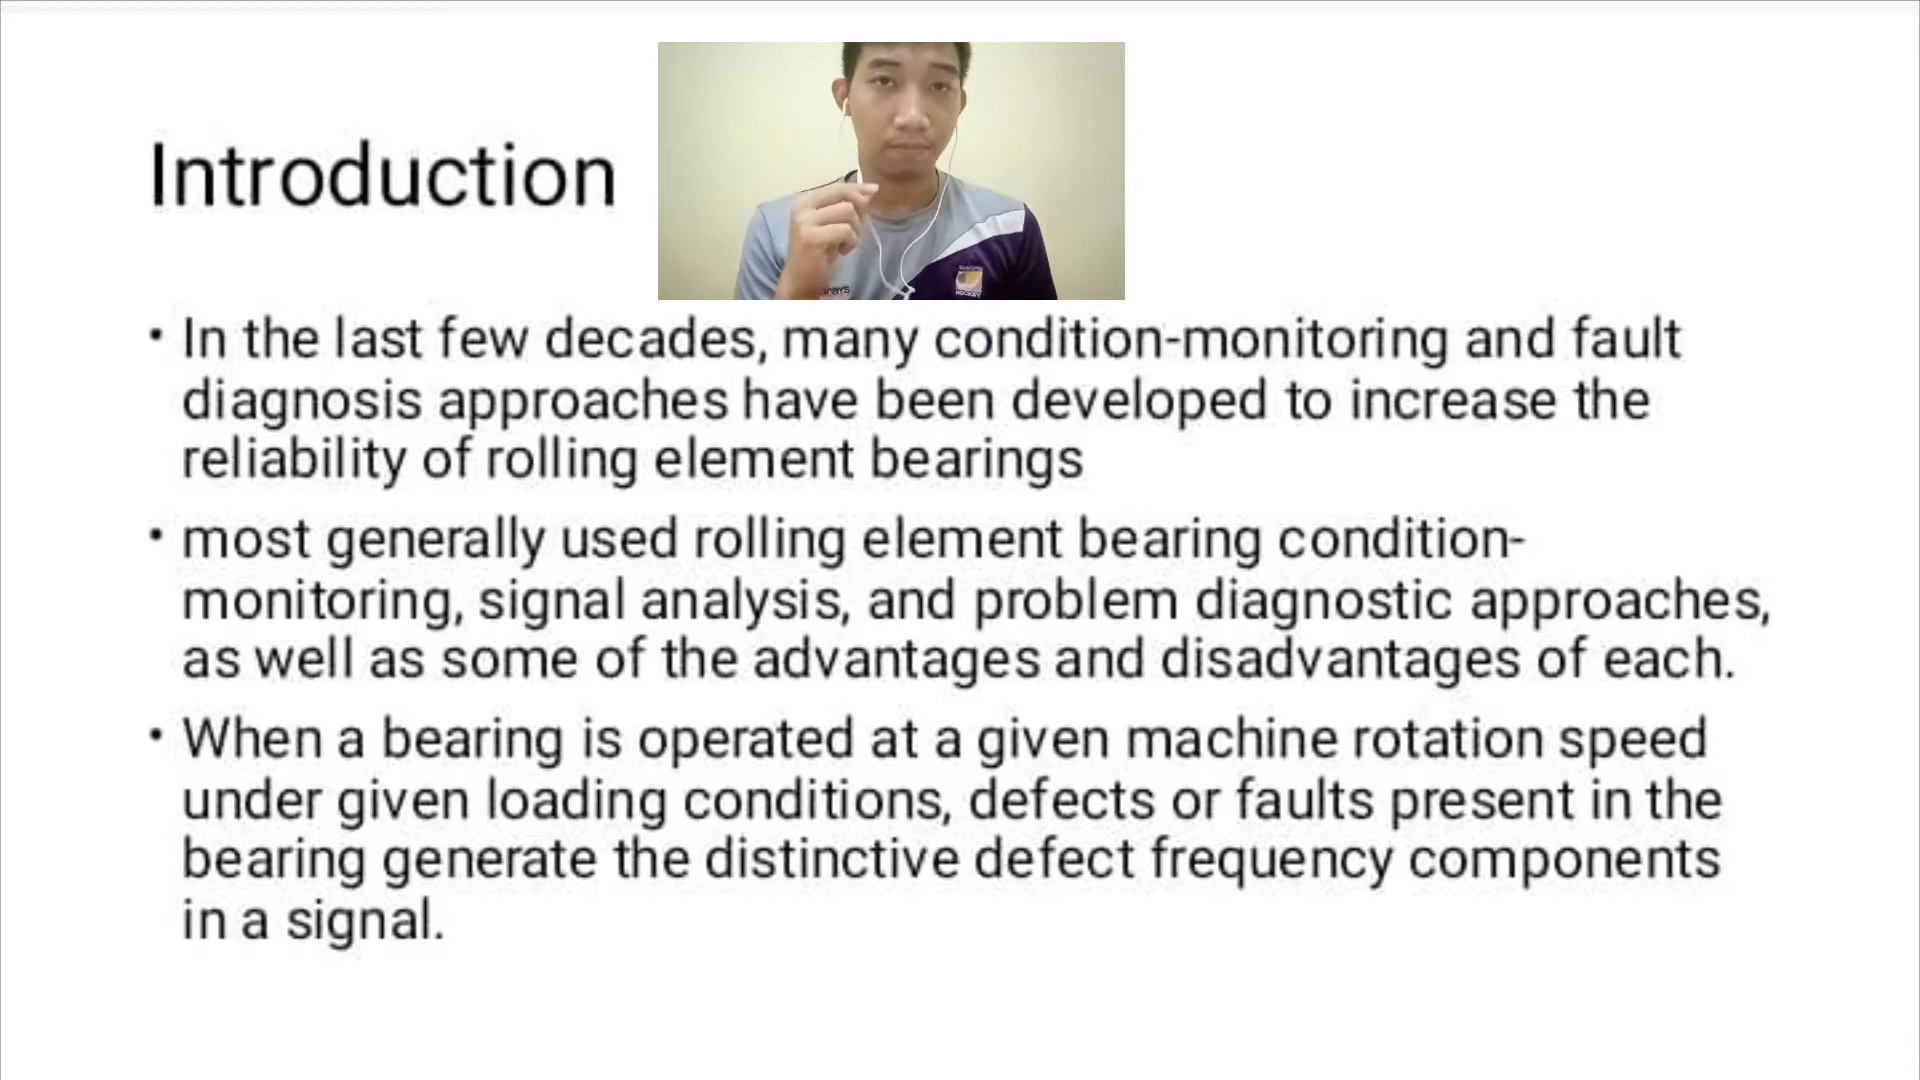 Introduction
HOCKEY
• In the last few decades, many condition-monitoring and fault
diagnosis approaches have been developed to increase the
reliability of rolling element bearings
• most generally used rolling element bearing condition-
monitoring, signal analysis, and problem diagnostic approaches,
as well as some of the advantages and disadvantages of each.
• When a bearing is operated at a given machine rotation speed
under given loading conditions, defects or faults present in the
bearing generate the distinctive defect frequency components
in a signal.